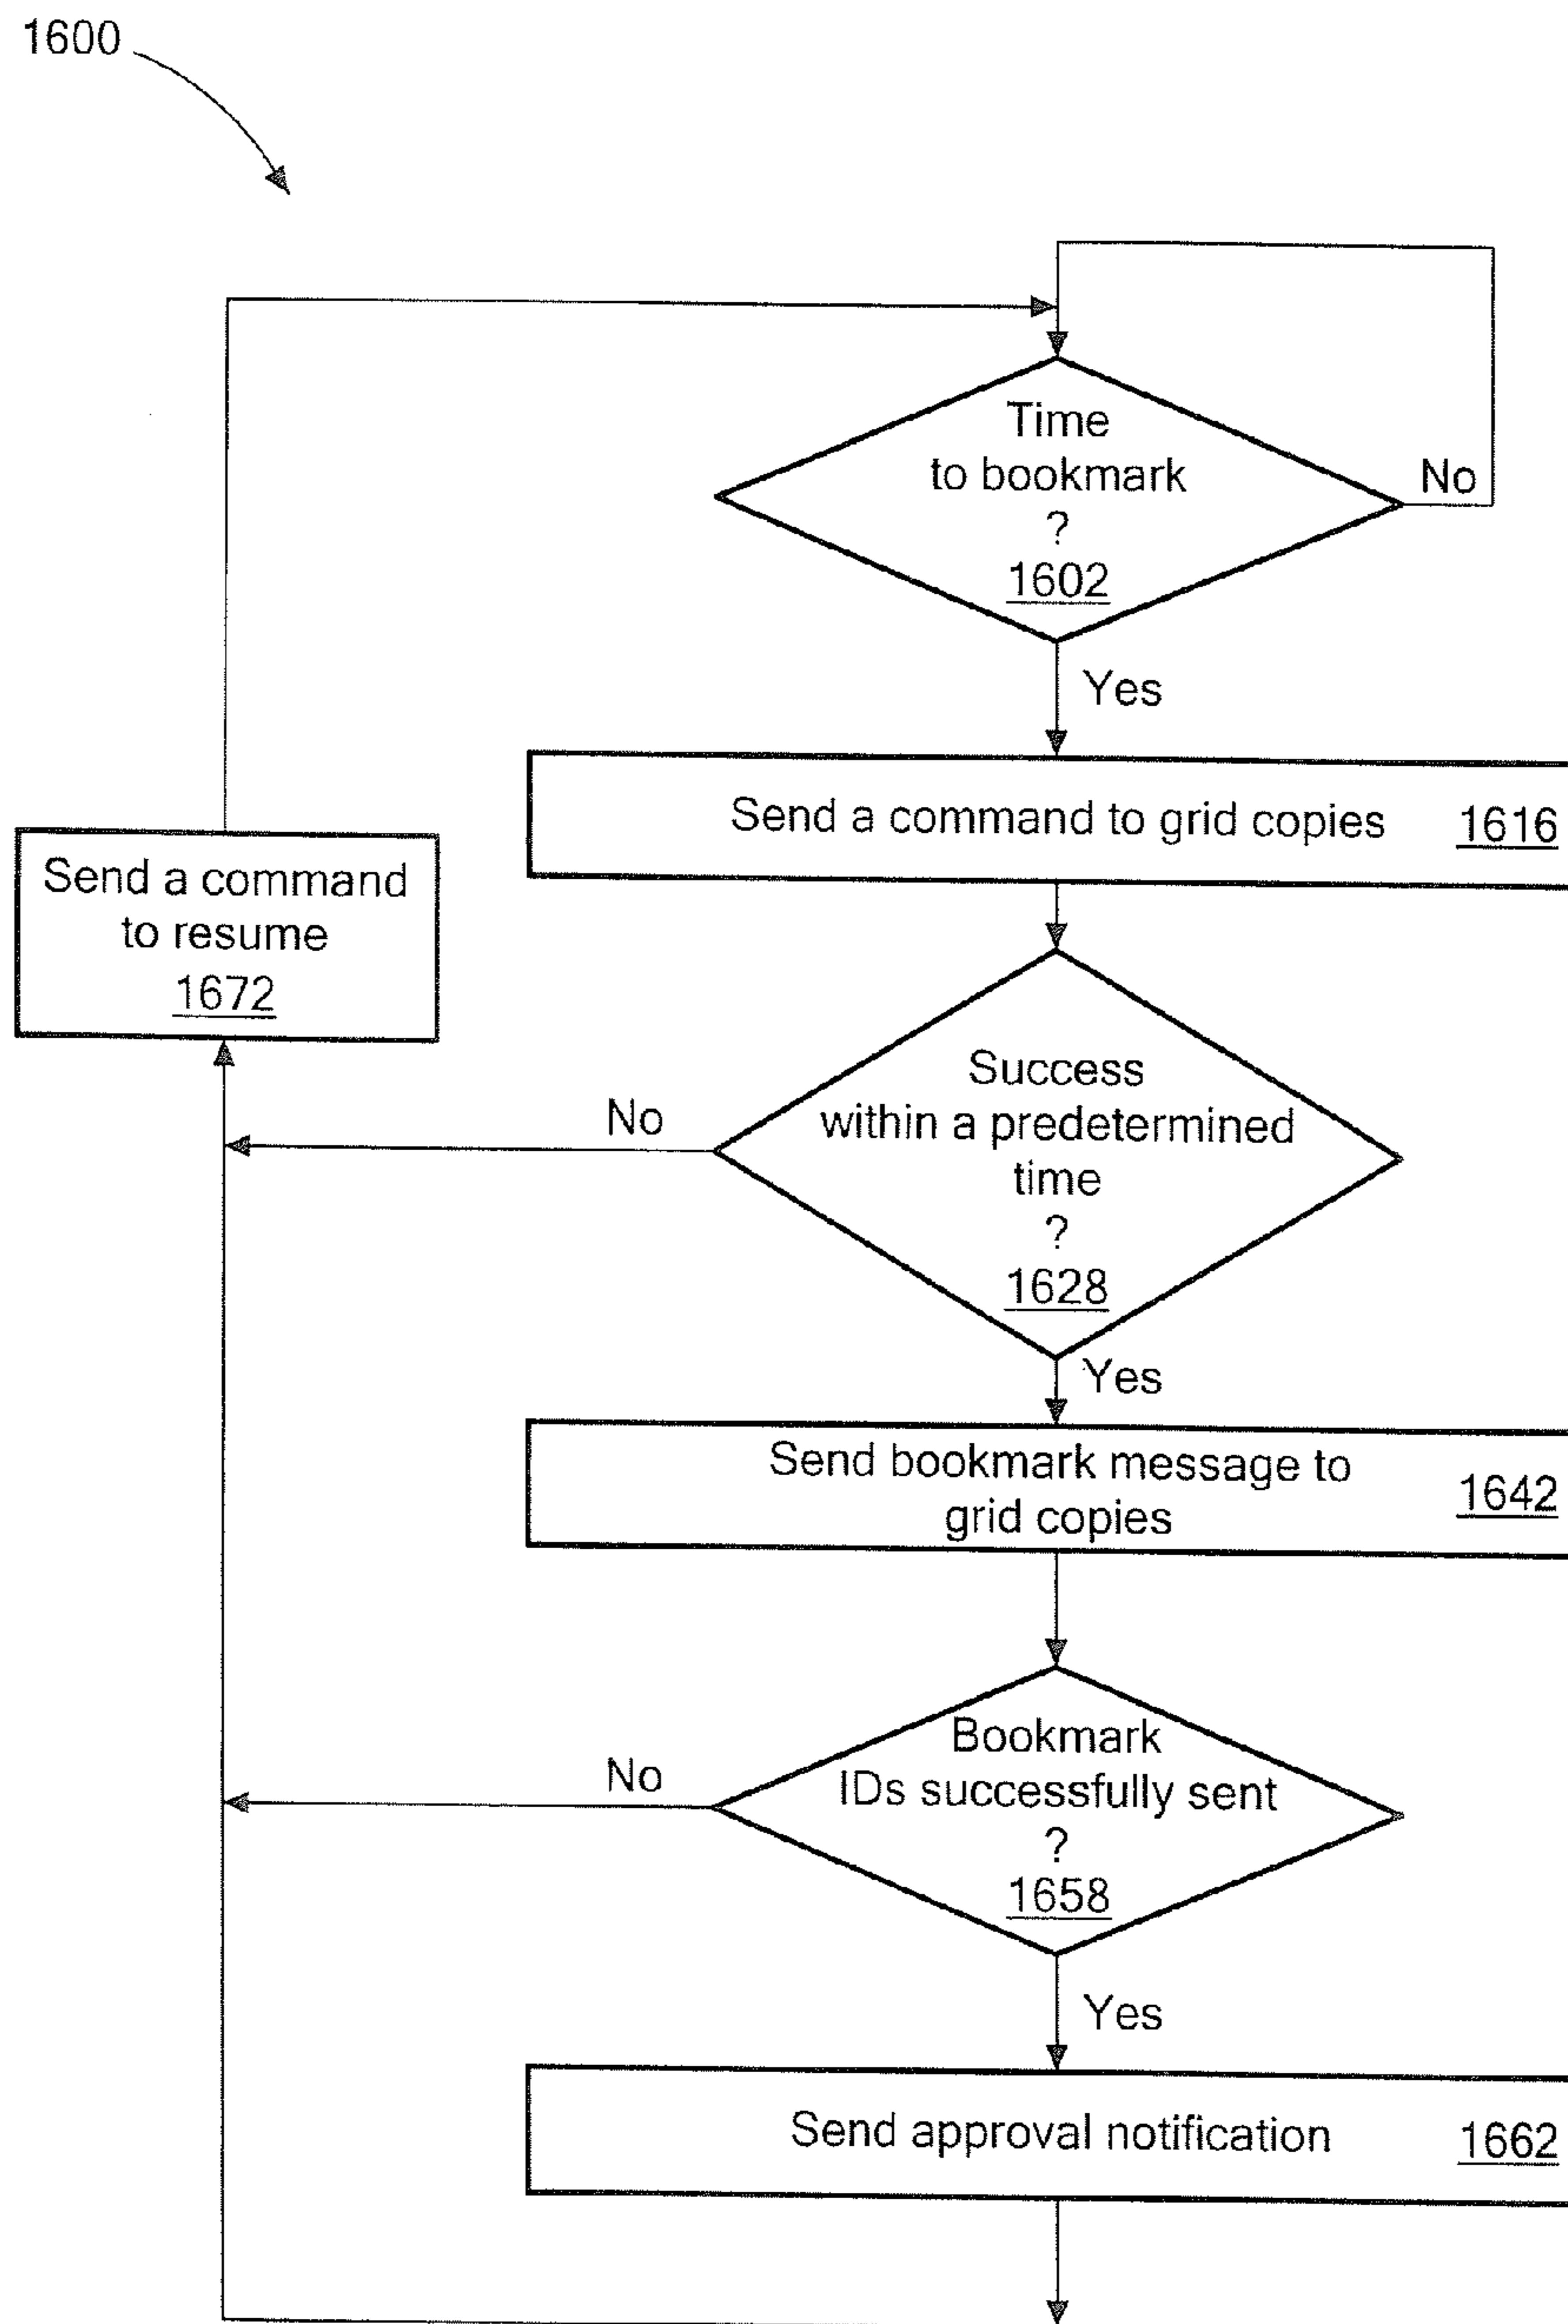 1600
Time
to bookmark
?
1602
No
Yes
Send a command to grid copies 1616
Send a command
to resume
1672
Success
within a predetermined
time
?
1628
No
Yes
Send bookmark message to
grid copies
1642
Bookmark
IDs successfully sent
?
1658
No
Yes
Send approval notification 1662